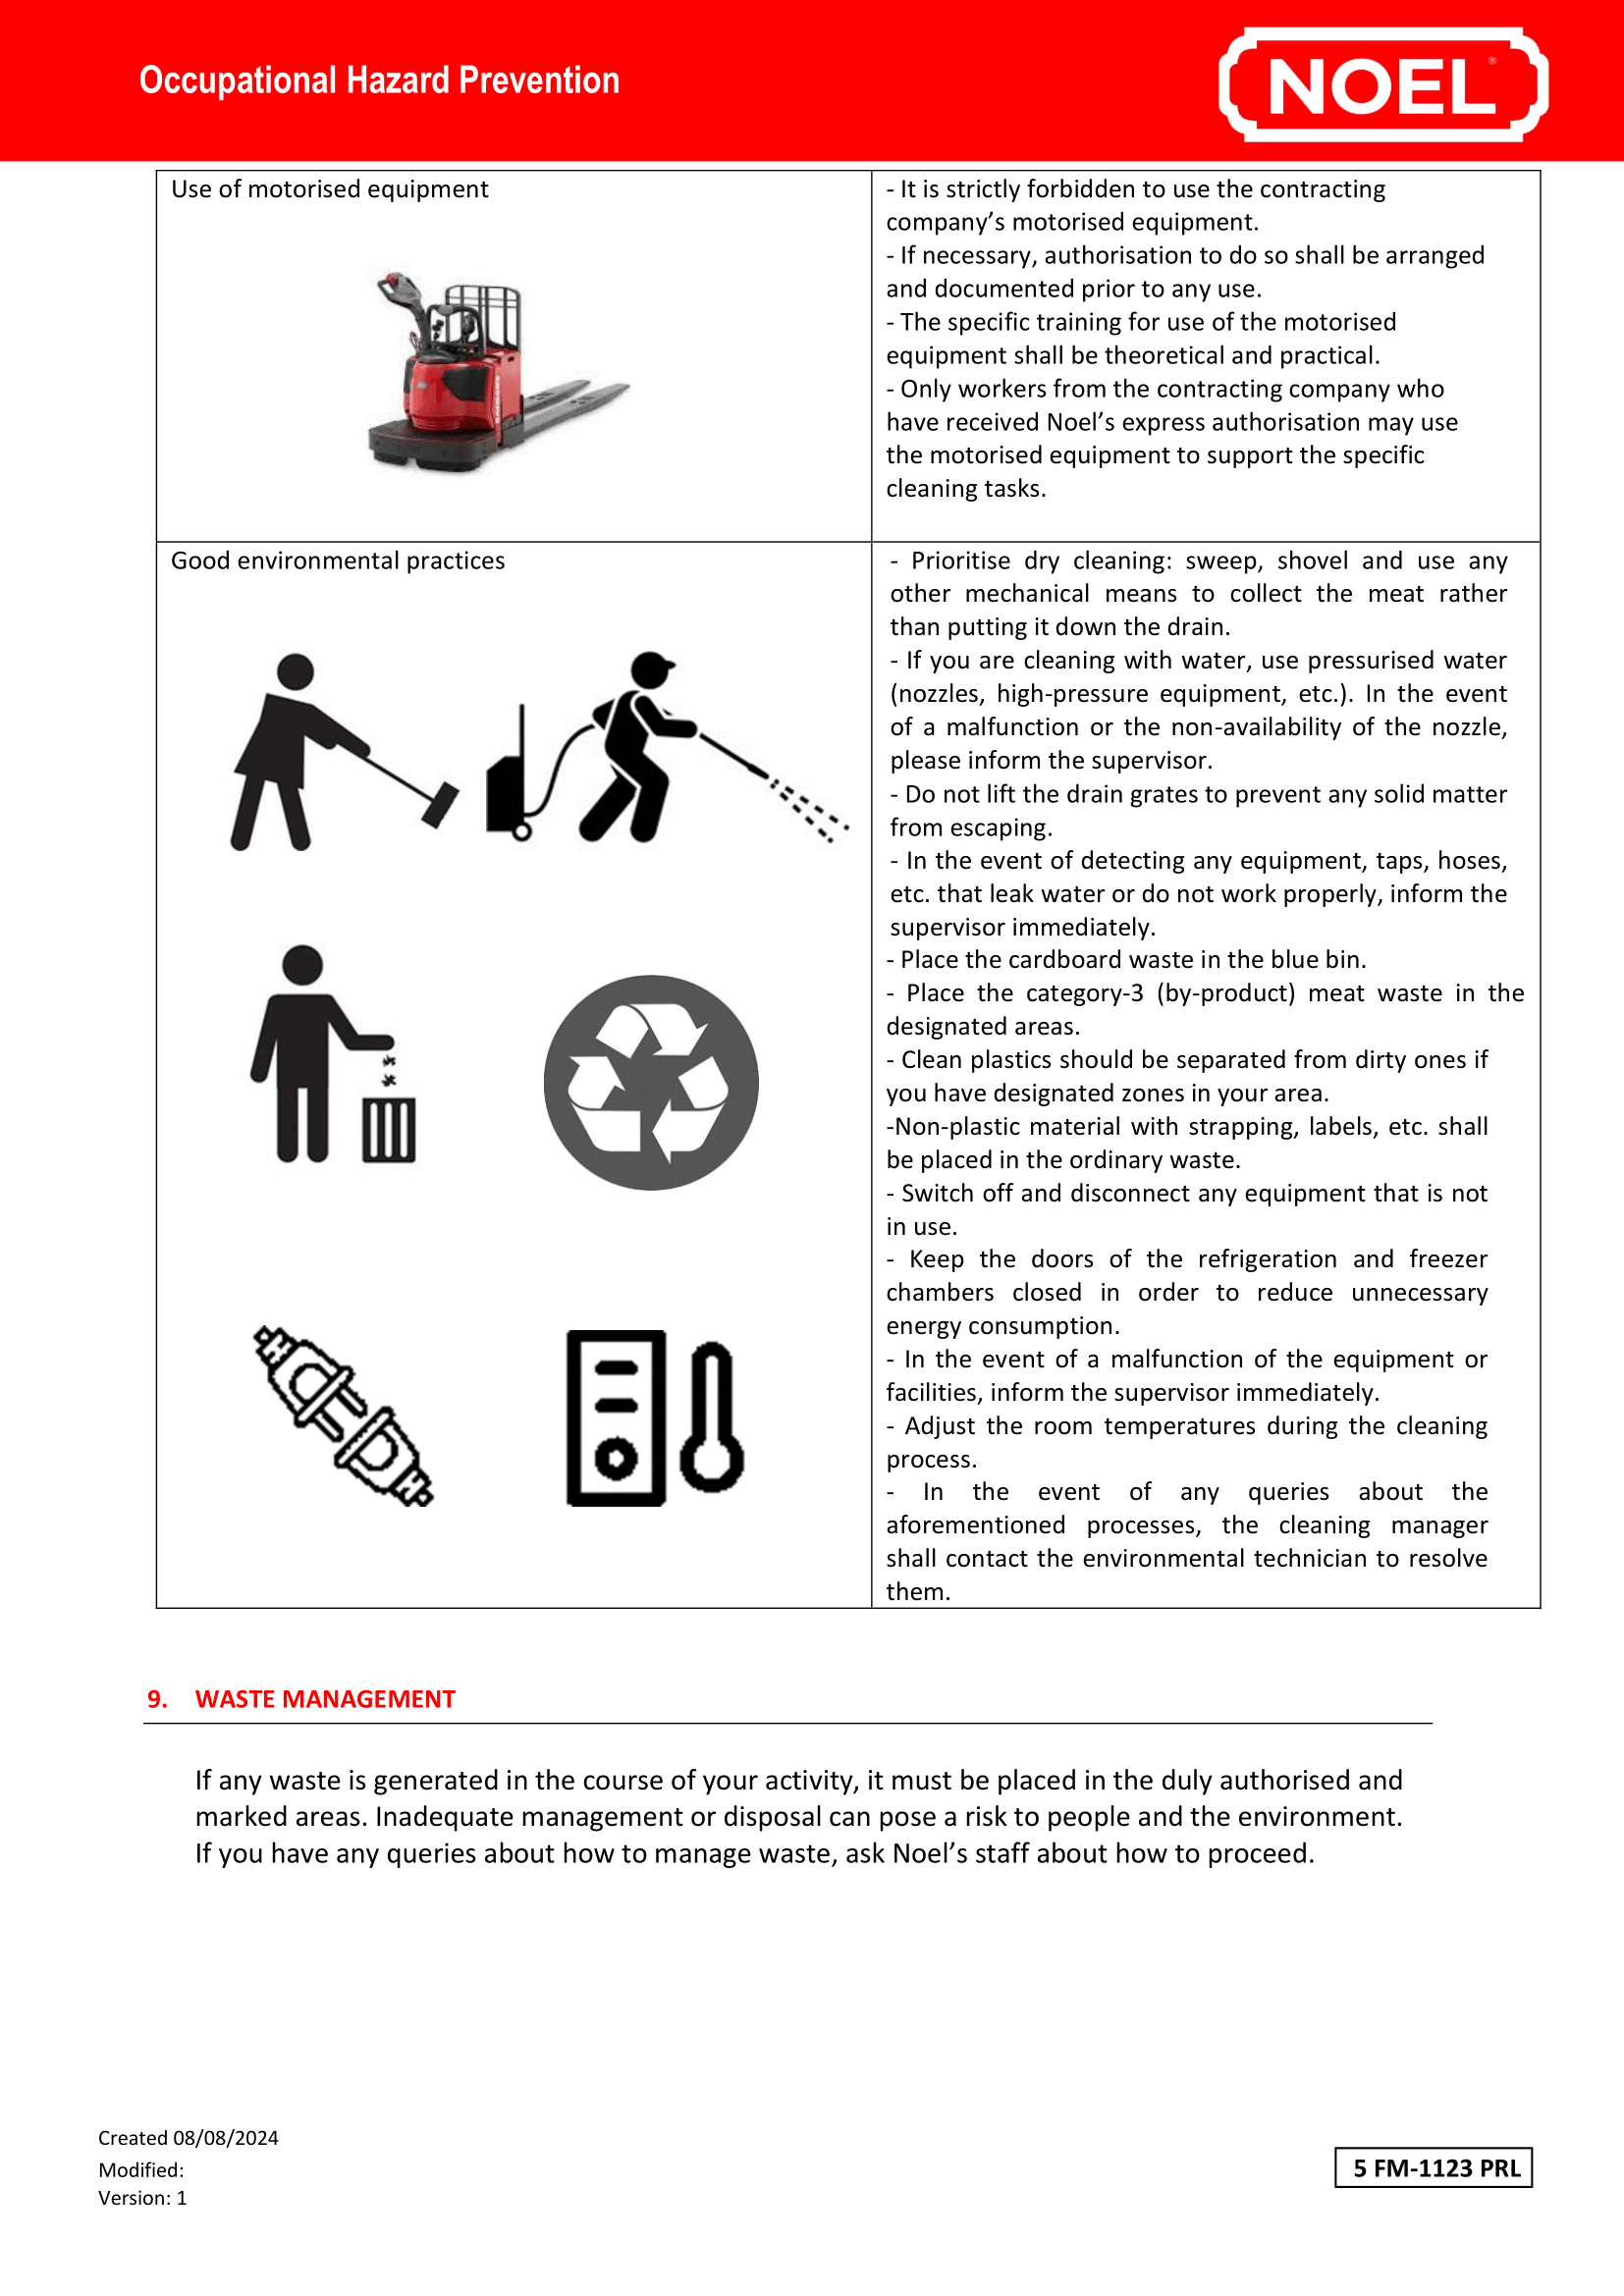 Occupational Hazard Prevention
NOEL®
Use of motorised equipment
- It is strictly forbidden to use the contracting
company’s motorised equipment.
- If necessary, authorisation to do so shall be arranged
and documented prior to any use.
- The specific training for use of the motorised
equipment shall be theoretical and practical.
- Only workers from the contracting company who
have received Noel’s express authorisation may use
the motorised equipment to support the specific
cleaning tasks.
Good environmental practices
- Prioritise dry cleaning: sweep, shovel and use any
other mechanical means to collect the meat rather
than putting it down the drain.
- If you are cleaning with water, use pressurised water
(nozzles, high-pressure equipment, etc.). In the event
of a malfunction or the non-availability of the nozzle,
please inform the supervisor.
- Do not lift the drain grates to prevent any solid matter
from escaping.
- In the event of detecting any equipment, taps, hoses,
etc. that leak water or do not work properly, inform the
supervisor immediately.
- Place the cardboard waste in the blue bin.
- Place the category-3 (by-product) meat waste in the
designated areas.
- Clean plastics should be separated from dirty ones if
you have designated zones in your area.
-Non-plastic material with strapping, labels, etc. shall
be placed in the ordinary waste.
- Switch off and disconnect any equipment that is not
in use.
- Keep the doors of the refrigeration and freezer
chambers closed in order to reduce unnecessary
energy consumption.
- In the event of a malfunction of the equipment or
facilities, inform the supervisor immediately.
- Adjust the room temperatures during the cleaning
process.
- In the event of any queries about the
aforementioned processes, the cleaning manager
shall contact the environmental technician to resolve
them.
9. WASTE MANAGEMENT
If any waste is generated in the course of your activity, it must be placed in the duly authorised and
marked areas. Inadequate management or disposal can pose a risk to people and the environment.
If you have any queries about how to manage waste, ask Noel’s staff about how to proceed.
Created 08/08/2024
Modified:
Version: 1
5 FM-1123 PRL